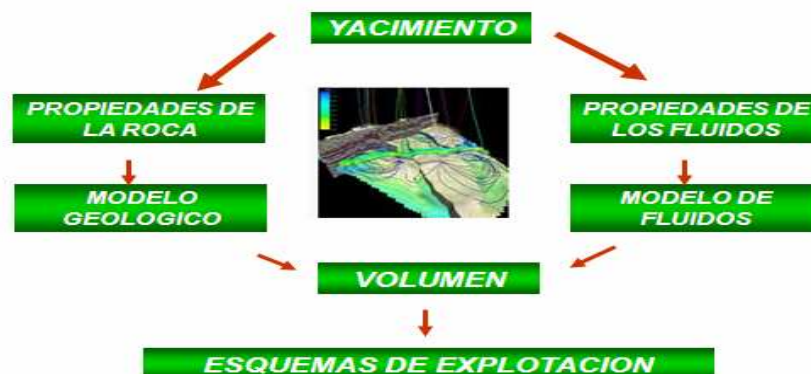 YACIMIENTO
PROPIEDADES DE
LA ROCA
PROPIEDADES DE
LOS FLUIDOS
MODELO
GEOLOGICO
MODELO DE
FLUIDOS
VOLUMEN
ESQUEMAS DE EXPLOTACION